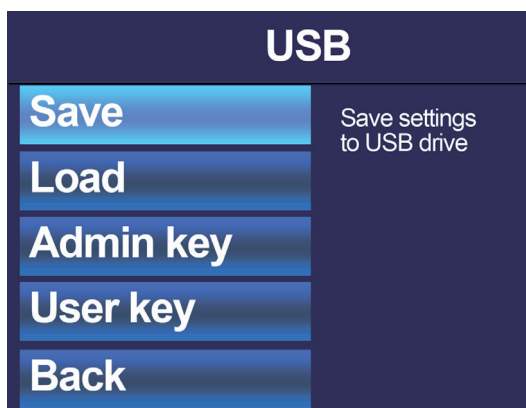 USB
Save
Save settings
to USB drive
Load
Admin key
User key
Back